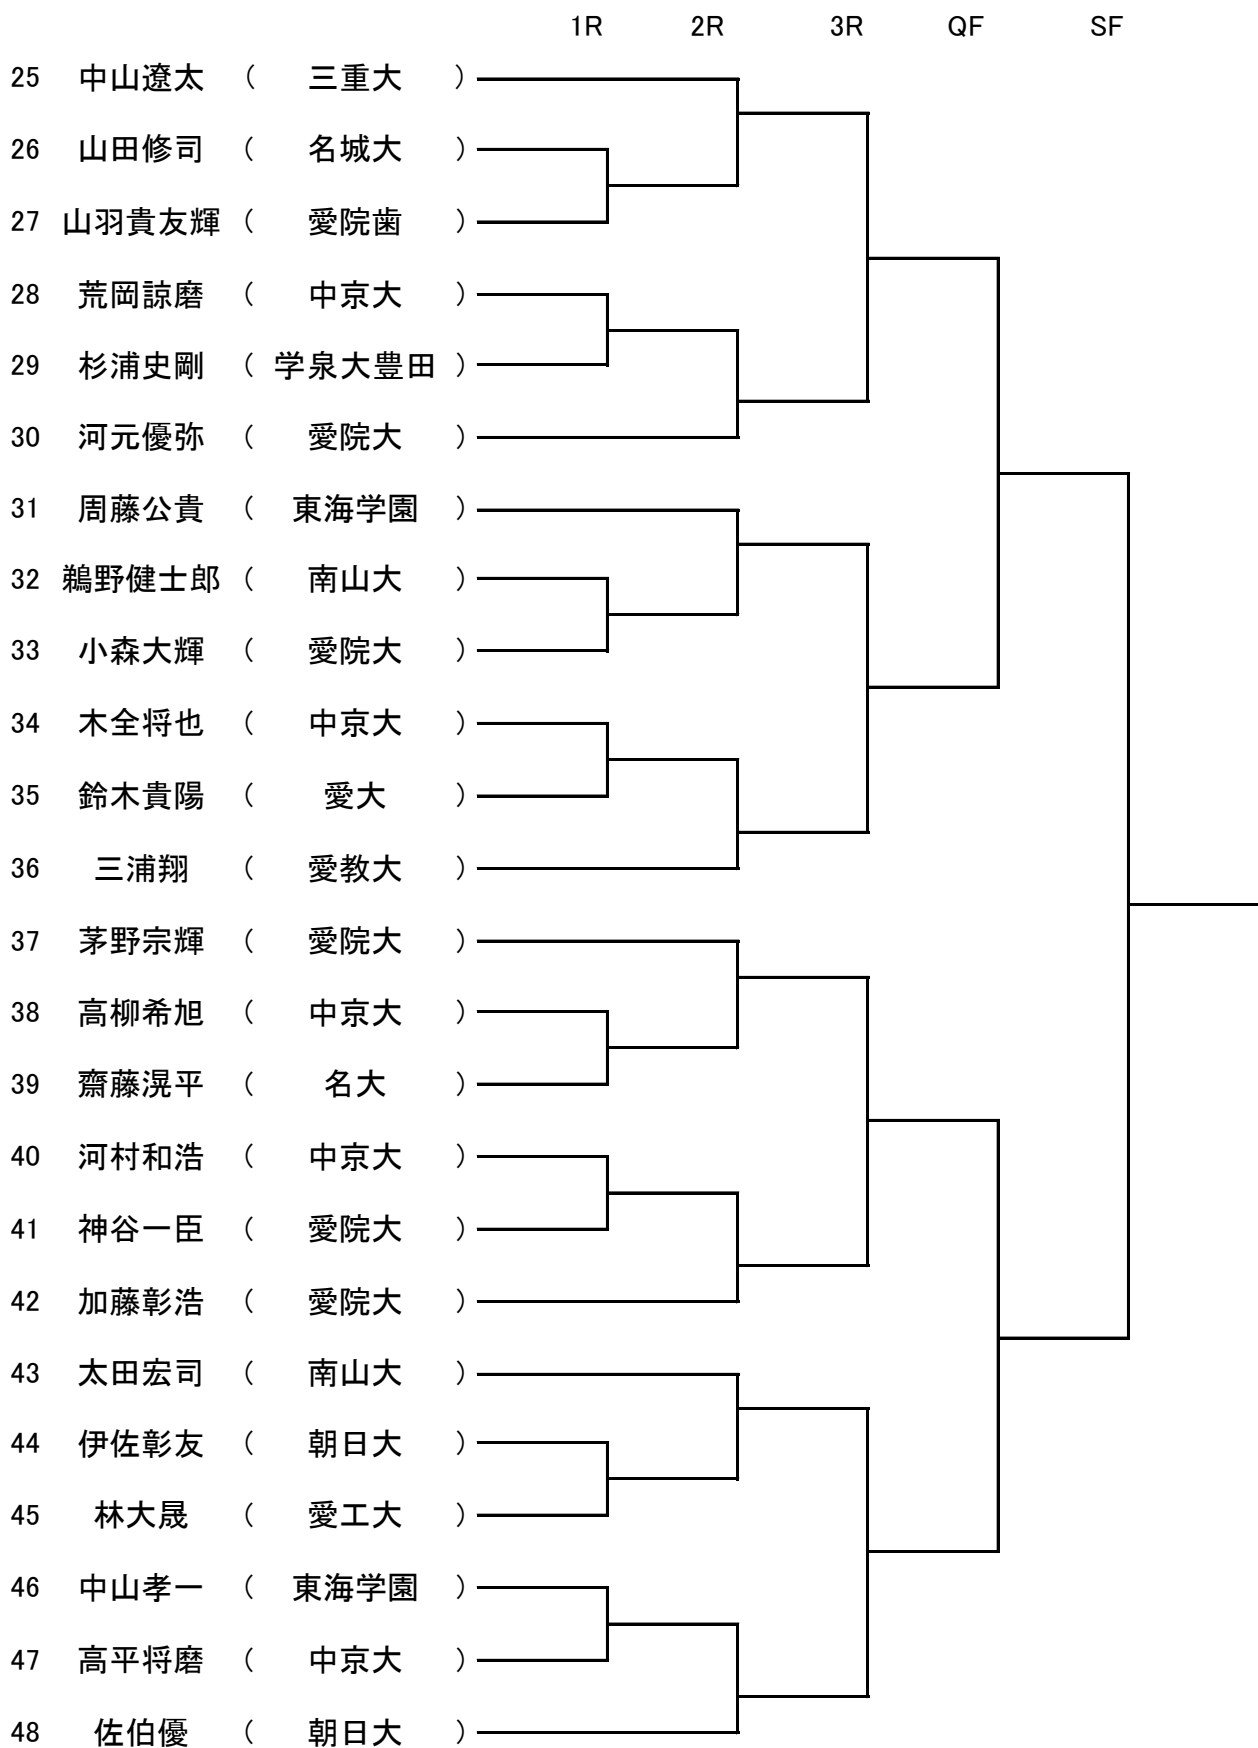 1R 2R 3R QF SF
25 中山遼太 （ 三重大 ）
26 山田修司 （ 名城大 ）
27 山羽貴友輝 （ 愛院歯 ）
28 荒岡諒磨 （ 中京大 ）
29 杉浦史剛 （ 学泉大豊田 ）
30 河元優弥 （ 愛院大 ）
31 周藤公貴 （ 東海学園 ）
32 鵜野健士郎 （ 南山大 ）
33 小森大輝 （ 愛院大 ）
34 木全将也 （ 中京大 ）
35 鈴木貴陽 （ 愛大 ）
36 三浦翔 （ 愛教大 ）
37 茅野宗輝 （ 愛院大 ）
38 高柳希旭 （ 中京大 ）
39 齋藤滉平 （ 名大 ）
40 河村和浩 （ 中京大 ）
41 神谷一臣 （ 愛院大 ）
42 加藤彰浩 （ 愛院大 ）
43 太田宏司 （ 南山大 ）
44 伊佐彰友 （ 朝日大 ）
45 林大晟 （ 愛工大 ）
46 中山孝一 （ 東海学園 ）
47 高平将磨 （ 中京大 ）
48 佐伯優 （ 朝日大 ）